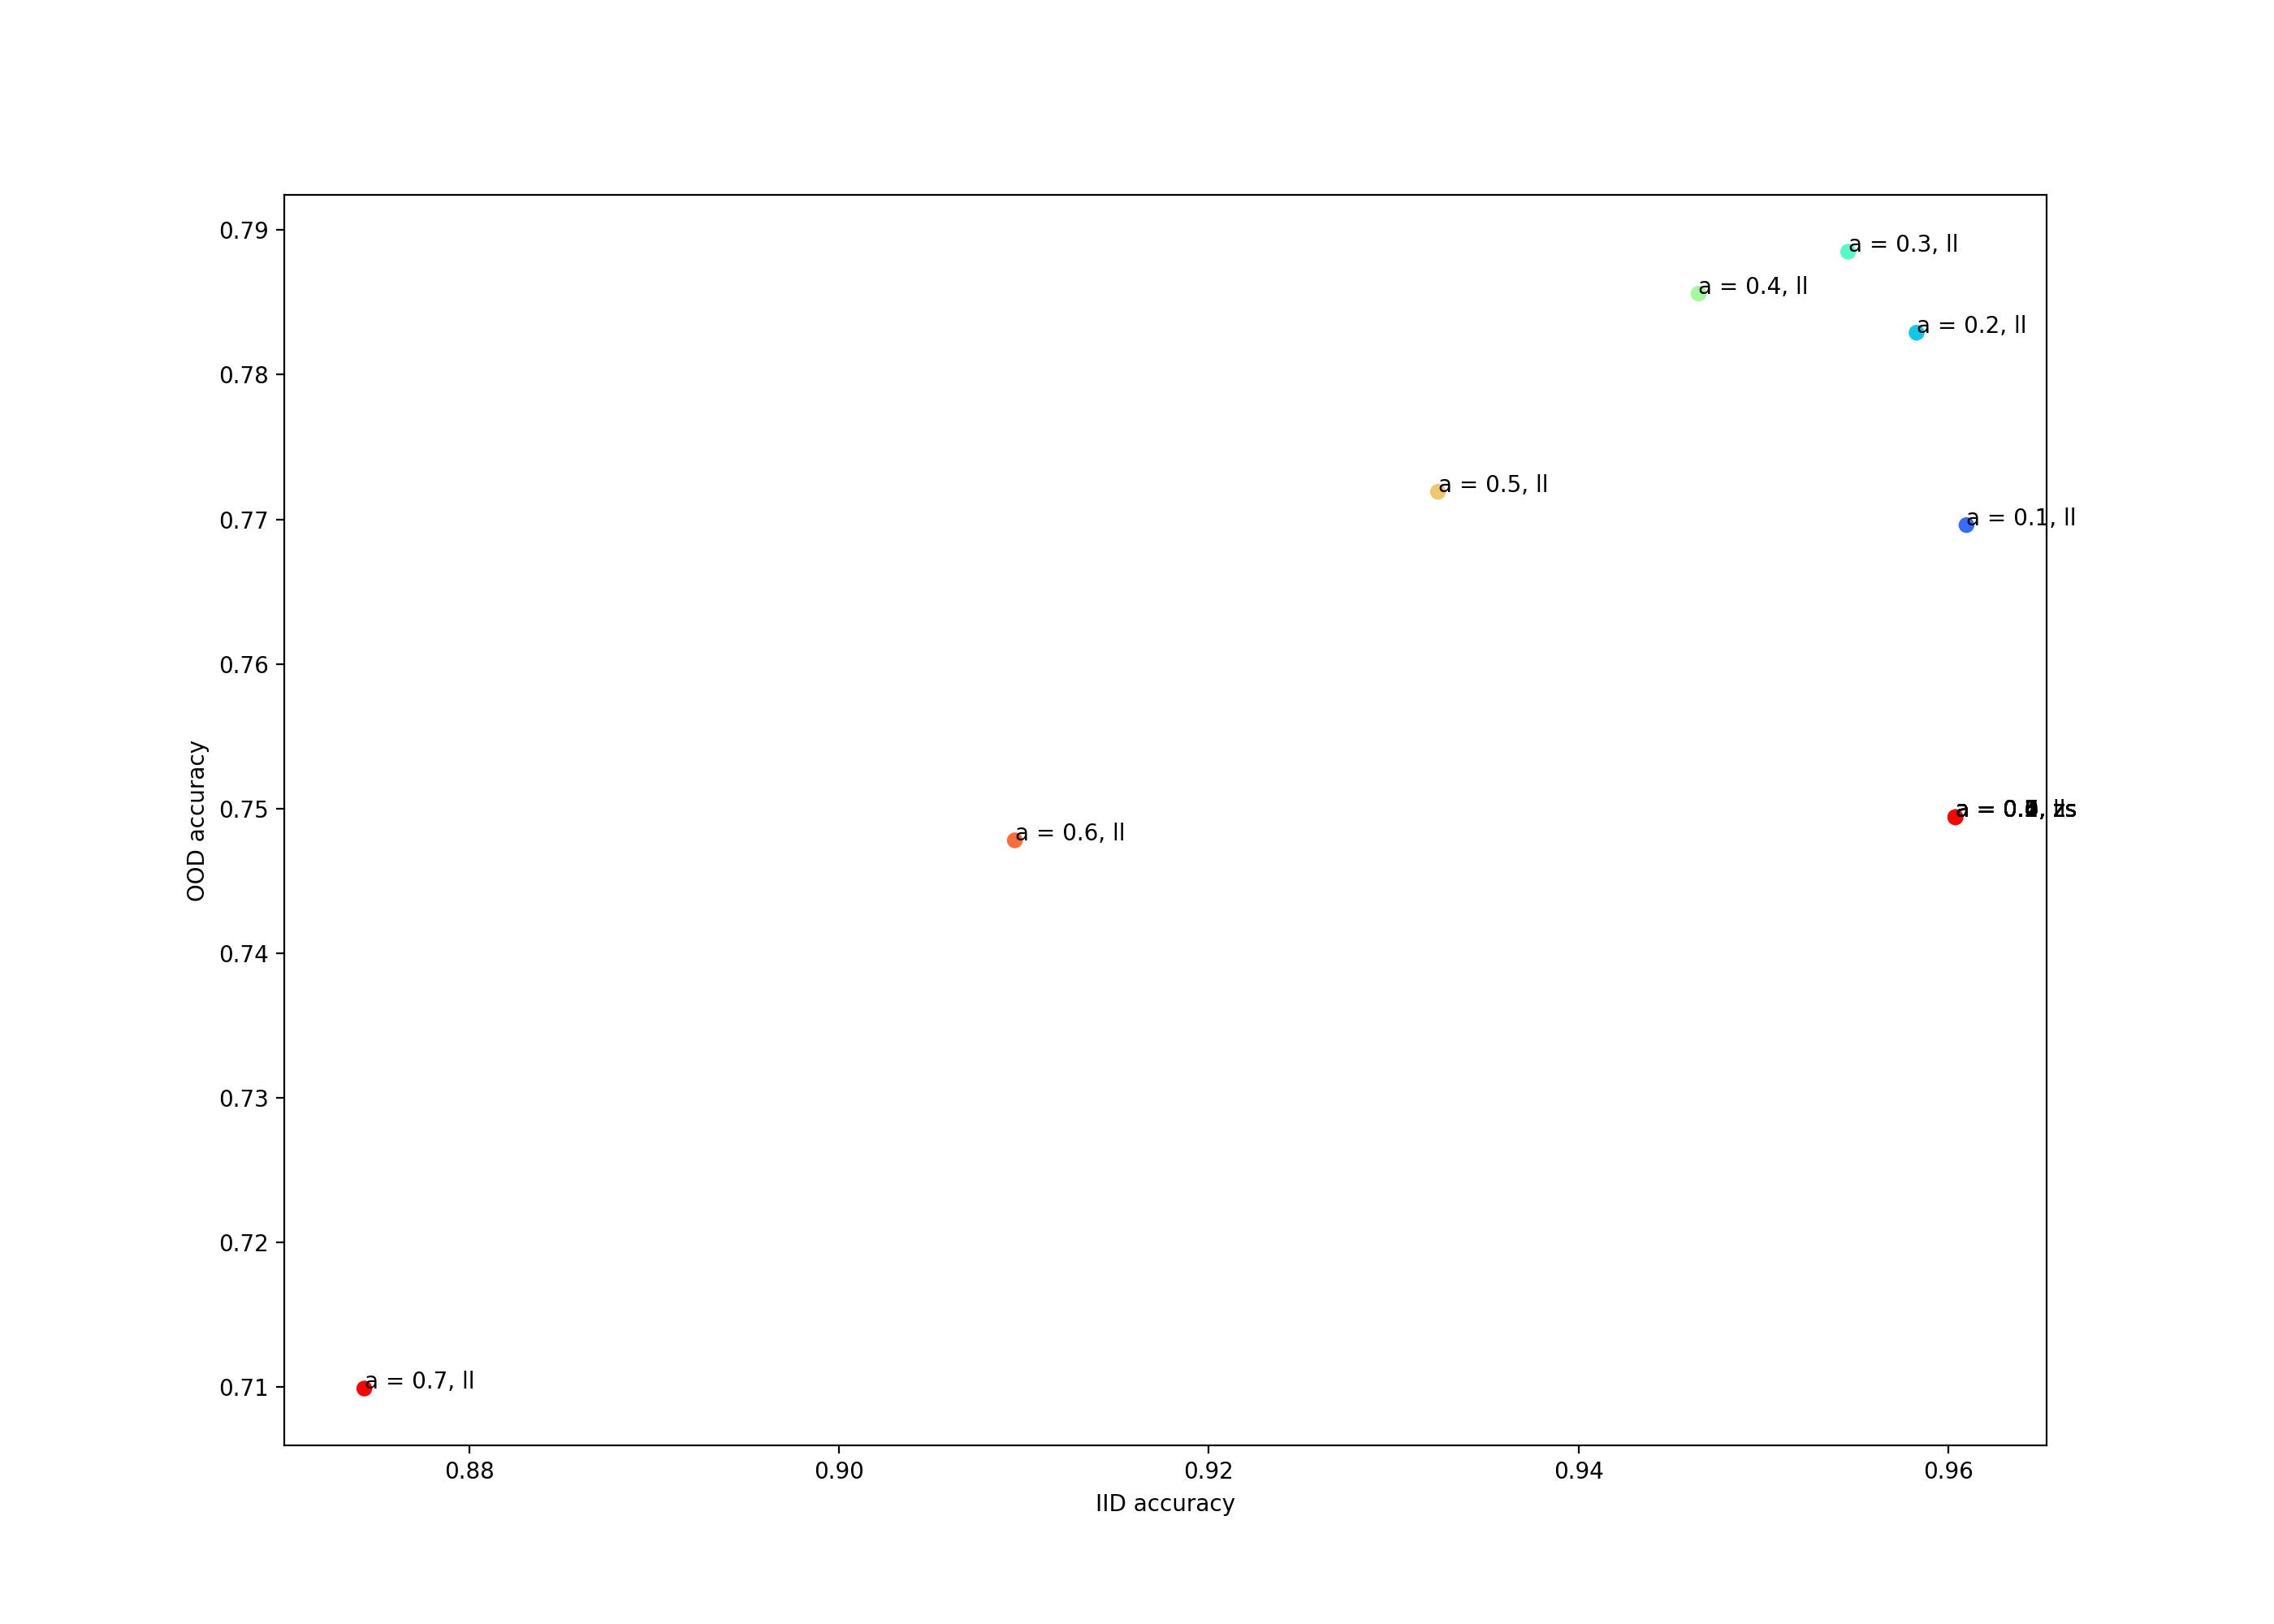 0.79
a = 0.3, ll
a = 0.4, ll
a = 0.2, ll
0.78
a = 0.5, ll
0.77
a = 0.1, ll
0.76
0.75
a = 0.6, ll
OOD accuracy
0.74
0.73
0.72
0.71
a = 0.7, ll
0.88
0.90
0.92
0.94
0.96
IID accuracy